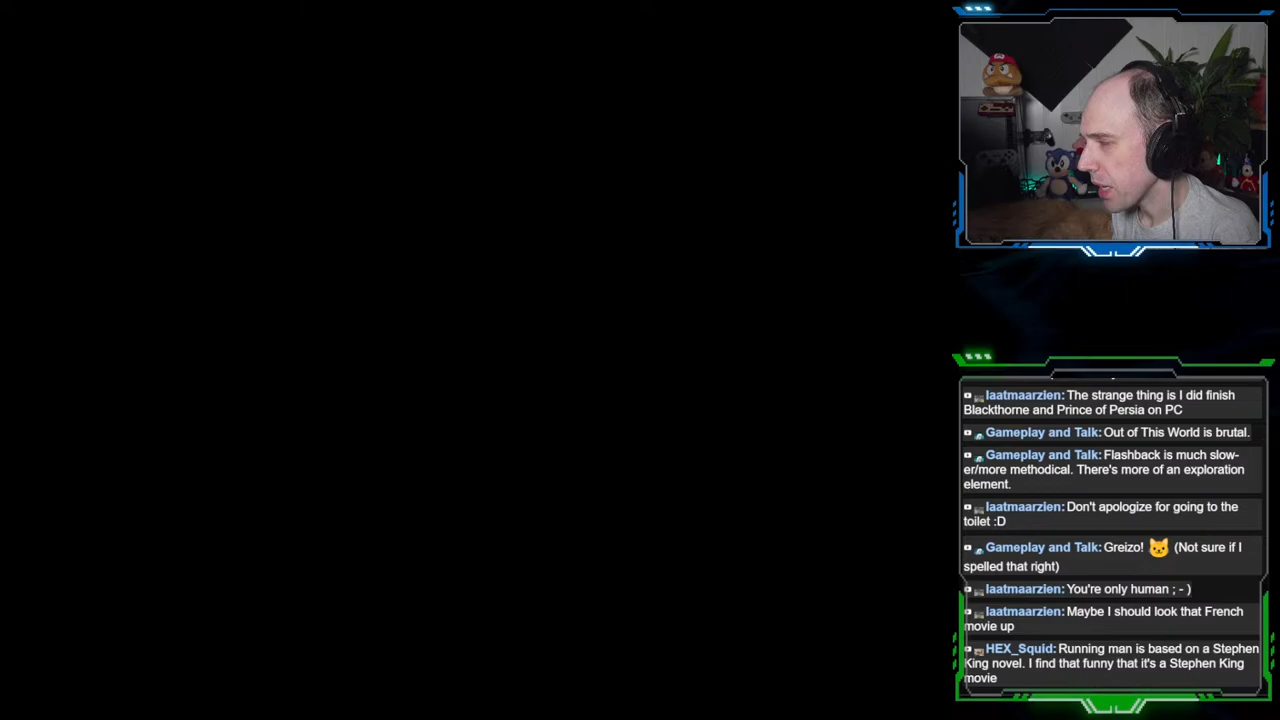 laatmaarzien: The strange thing is I did finish
Blackthorne and Prince of Persia on PC
Gameplay and Talk: Out of This World is brutal.
Gameplay and Talk: Flashback is much slow-
er/more methodical. There's more of an exploration
element.
laatmaarzien: Don't apologize for going to the
toilet :D
Gameplay and Talk: Greizo! 😺 (Not sure if I
spelled that right)
laatmaarzien: You're only human ; - )
laatmaarzien: Maybe I should look that French
movie up
HEX_Squid: Running man is based on a Stephen
King novel. I find that funny that it's a Stephen King
movie